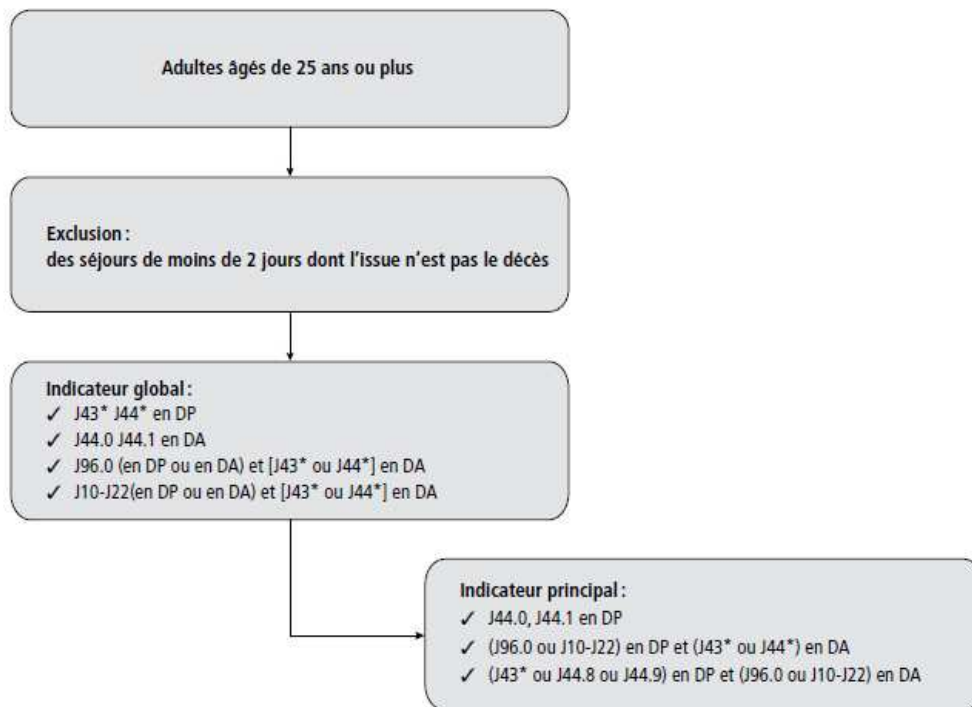 Adultes âgés de 25 ans ou plus
Exclusion :
des séjours de moins de 2 jours dont l'issue n'est pas le décès
Indicateur global :
✓ J43* J44* en DP
✓ J44.0 J44.1 en DA
✓ J96.0 (en DP ou en DA) et [J43* ou J44*] en DA
✓ J10-J22(en DP ou en DA) et [J43* ou J44*] en DA
Indicateur principal :
✓ J44.0, J44.1 en DP
✓ (J96.0 ou J10-J22) en DP et (J43* ou J44*) en DA
✓ (J43* ou J44.8 ou J44.9) en DP et (J96.0 ou J10-J22) en DA